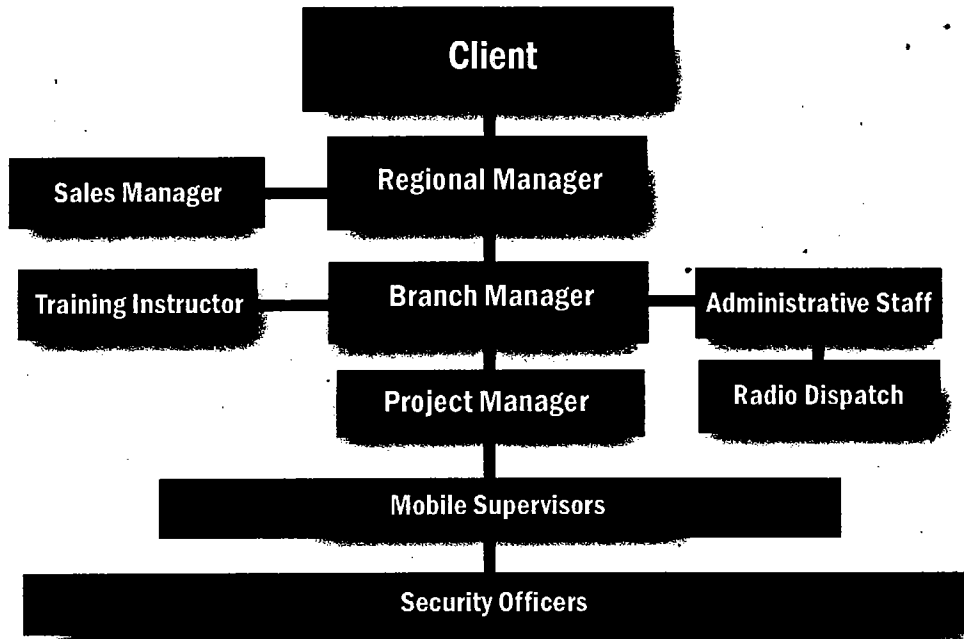 Client
Sales Manager
Regional Manager
Training Instructor
Branch Manager
Administrative Staff
Project Manager
Radio Dispatch
Mobile Supervisors
Security Officers